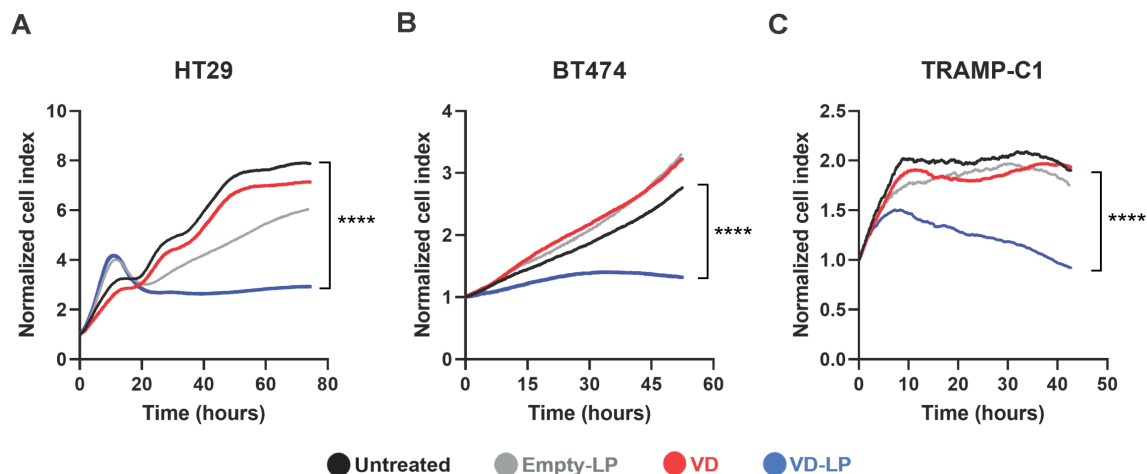 A
B
C
HT29
BT474
TRAMP-C1
Normalized cell index
10
8
6
4
2
0
0
20
40
60
80
Time (hours)
****
Normalized cell index
4
3
2
1
0
0
15
30
45
60
Time (hours)
****
Normalized cell index
2.5
2.0
1.5
1.0
0.5
0.0
0
10
20
30
40
50
Time (hours)
****
Untreated
Empty-LP
VD
VD-LP